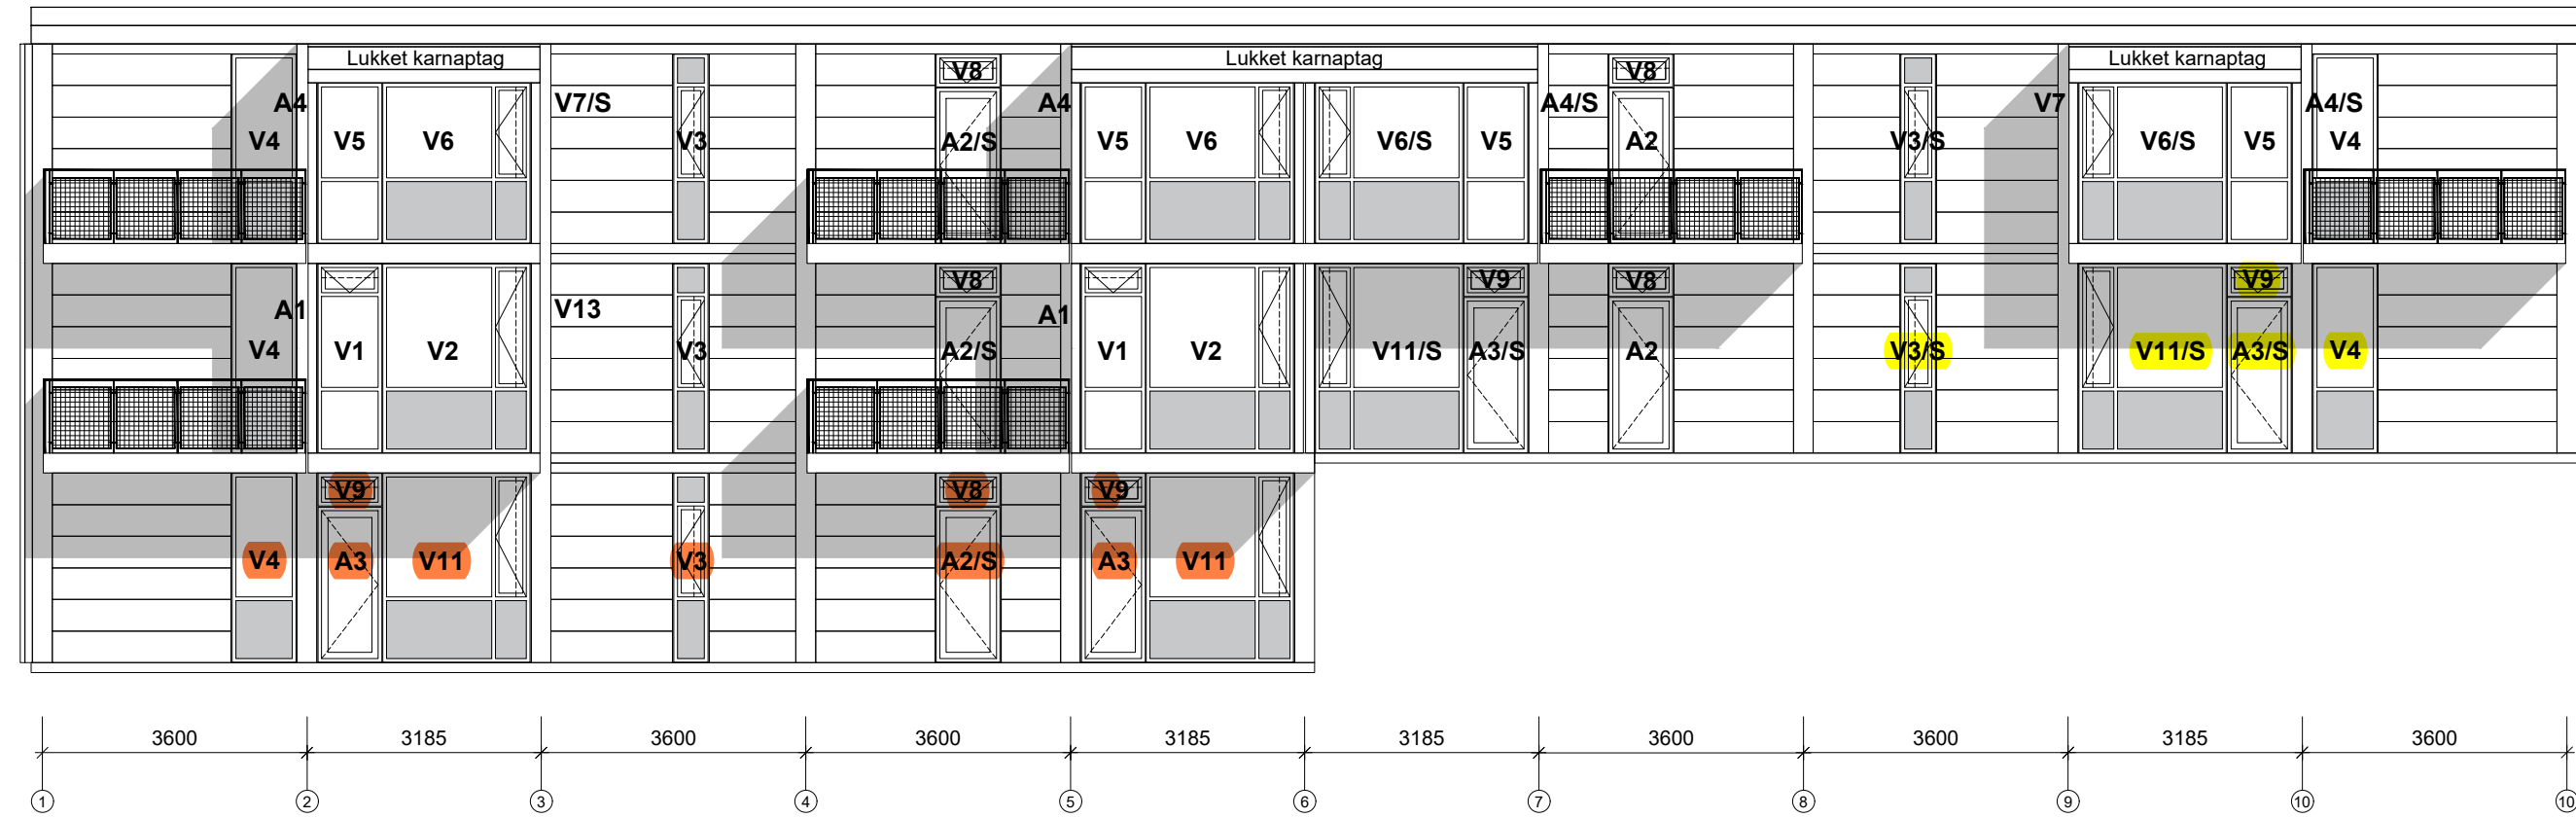 Lukket karnaptag Lukket karnaptag Lukket karnaptag
V8 V8
A4 V7/S A4 A4/S V7 A4/S
V4 V5 V6 V3 A2/S V5 V6 V6/S V5 A2 V3/S V6/S V5 V4
V8 V9 V8 V9
A1 V13 A1
V4 V1 V2 V3 A2/S V1 V2 V11/S A3/S A2 V3/S V11/S A3/S V4
V9 V8 V9
V4 A3 V11 V3 A2/S A3 V11
3600 3185 3600 3600 3185 3185 3600 3600 3185 3600
1 2 3 4 5 6 7 8 9 10 10